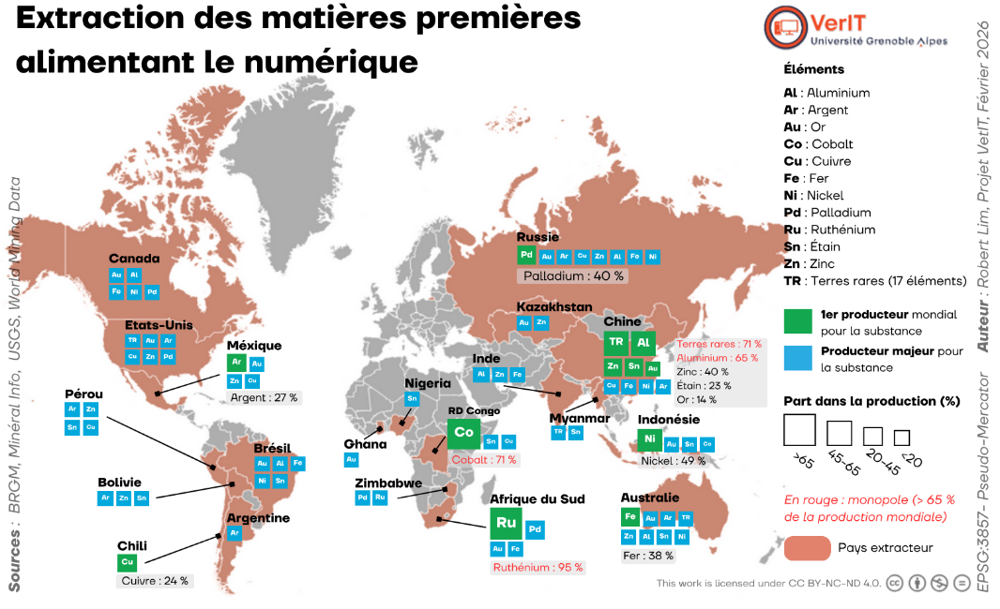 Extraction des matières premières
alimentant le numérique
VerIT
Université Grenoble Alpes
Éléments
Al : Aluminium
Ar : Argent
Au : Or
Co : Cobalt
Cu : Cuivre
Fe : Fer
Ni : Nickel
Pd : Palladium
Ru : Ruthénium
Sn : Étain
Zn : Zinc
TR : Terres rares (17 éléments)
1er producteur mondial
pour la substance
Producteur majeur pour
la substance
Part dans la production (%)
>65
45-65
20-45
<20
En rouge : monopole (> 65 %
de la production mondiale)
Pays extracteur
Canada
Au Al
Fe Ni Pd
Etats-Unis
TR Au Ar
Cu Zn Pd
Méxique
Ar Au
Zn Cu
Argent : 27 %
Pérou
Ar Zn
Sn Cu
Bolivie
Ar Zn Sn
Chili
Cu
Cuivre : 24 %
Brésil
Au Al Fe
Ni Sn
Argentine
Ar
Russie
Pd Au Ar Cu Zn Al Fe Ni
Palladium : 40 %
Kazakhstan
Au Zn
Chine
TR Al
Zn Sn Au
Cu Fe Ni Ar
Terres rares : 71 %
Aluminium : 65 %
Zinc : 40 %
Étain : 23 %
Or : 14 %
Inde
Al Zn Fe
Nigeria
Sn
RD Congo
Co Sn Cu
Cobalt : 71 %
Myanmar
TR Sn
Indonésie
Ni Au Sn Co
Nickel : 49 %
Ghana
Au
Zimbabwe
Pd Ru
Afrique du Sud
Ru Pd
Au Fe
Ruthénium : 95 %
Australie
Fe Au Ar TR
Zn Al Sn Ni
Fer : 38 %
This work is licensed under CC BY-NC-ND 4.0.
Sources : BRGM, Minéral Info, USGS, World Mining Data
EPSG:3857- Pseudo-Mercator Auteur : Robert Lim, Projet VetIT, Février 2026